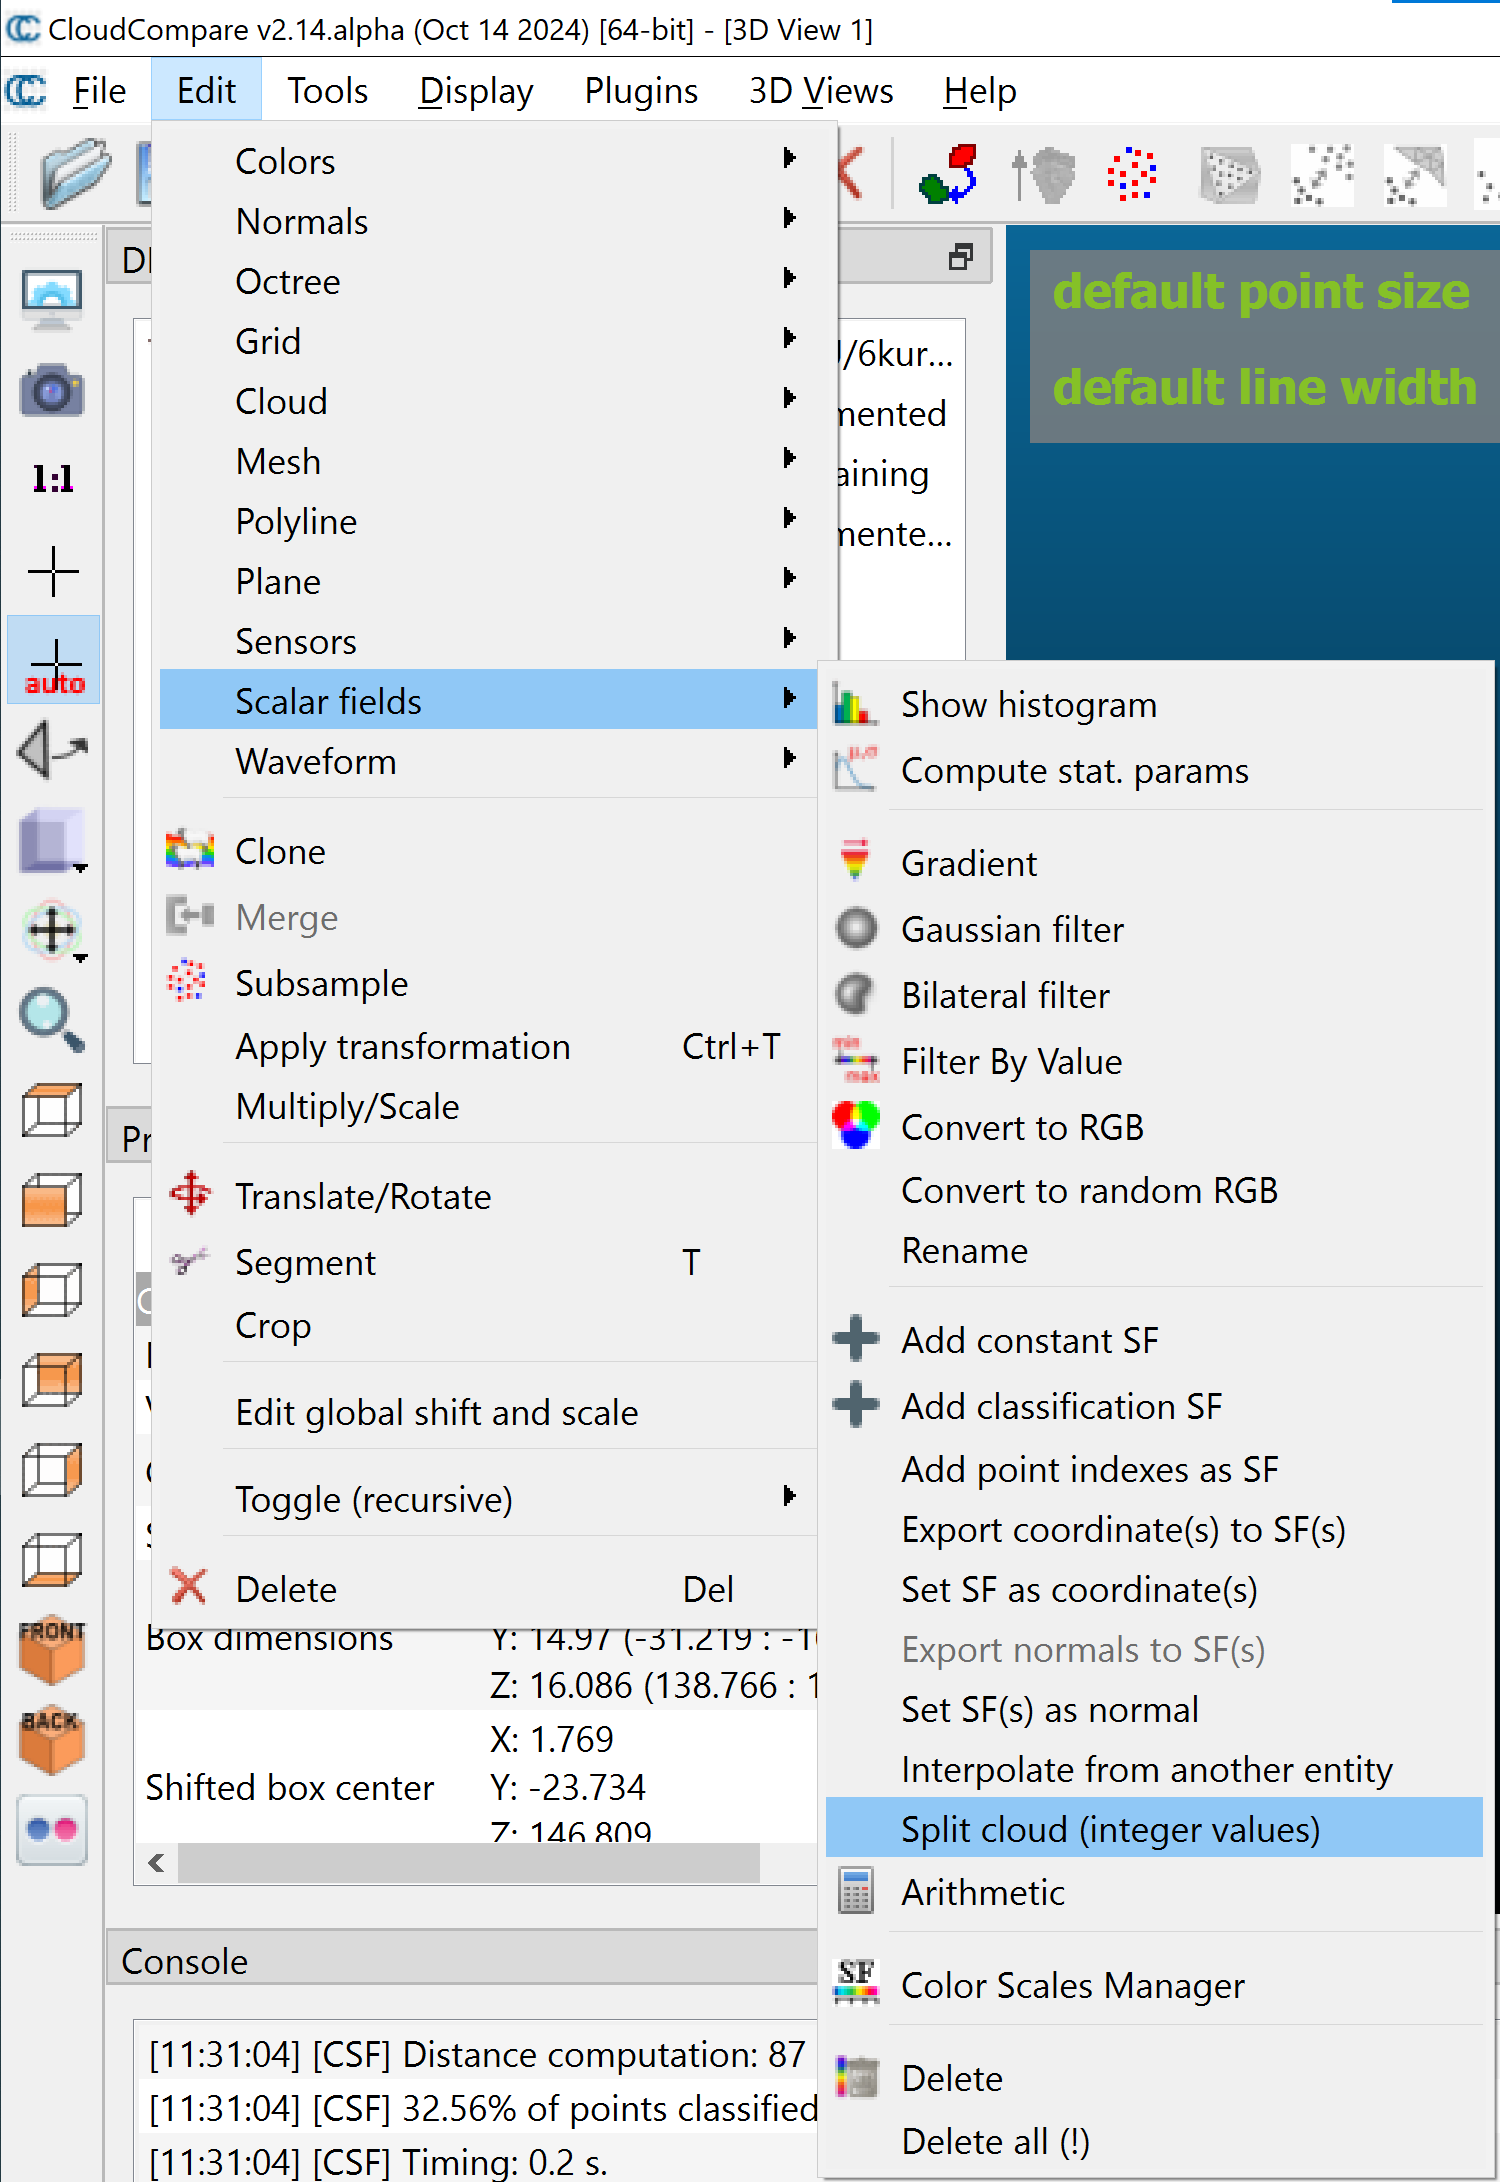 CloudCompare v2.14.alpha (Oct 14 2024) [64-bit] - [3D View 1]
File Edit Tools Display Plugins 3D Views Help
Colors
Normals
Octree
Grid
Cloud
Mesh
Polyline
Plane
Sensors
Scalar fields
Waveform
Clone
Merge
Subsample
Apply transformation Ctrl+T
Multiply/Scale
Translate/Rotate
Segment T
Crop
Edit global shift and scale
Toggle (recursive)
Delete Del
/6kur...
mented
aining
mente...
default point size
default line width
Show histogram
Compute stat. params
Gradient
Gaussian filter
Bilateral filter
Filter By Value
Convert to RGB
Convert to random RGB
Rename
Add constant SF
Add classification SF
Add point indexes as SF
Export coordinate(s) to SF(s)
Set SF as coordinate(s)
Export normals to SF(s)
Set SF(s) as normal
Interpolate from another entity
Split cloud (integer values)
Arithmetic
Color Scales Manager
Delete
Delete all (!)
1:1
auto
FRONT
BACK
Box dimensions
Y: 14.97 (-31.219 : -1
Z: 16.086 (138.766 : 1
X: 1.769
Shifted box center Y: -23.734
Z: 146.809
Console
[11:31:04] [CSF] Distance computation: 87
[11:31:04] [CSF] 32.56% of points classified
[11:31:04] [CSF] Timing: 0.2 s.